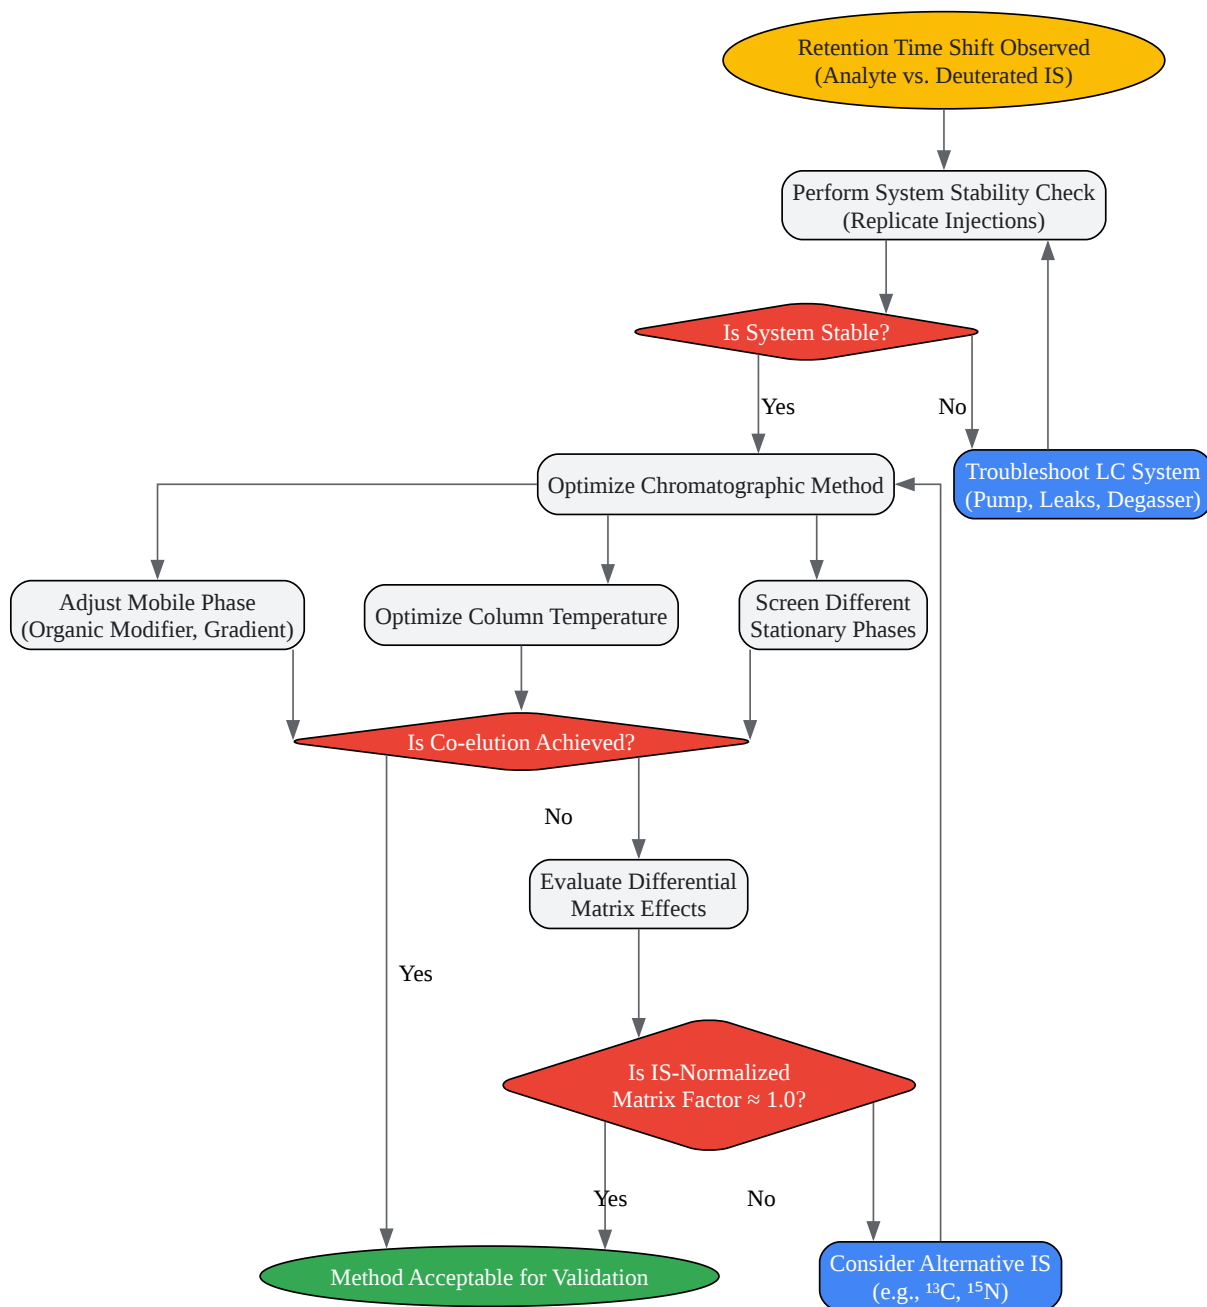 Retention Time Shift Observed
(Analyte vs. Deuterated IS)
Perform System Stability Check
(Replicate Injections)
Is System Stable?
Yes
No
Optimize Chromatographic Method
Troubleshoot LC System
(Pump, Leaks, Degasser)
Adjust Mobile Phase
(Organic Modifier, Gradient)
Optimize Column Temperature
Screen Different
Stationary Phases
Is Co-elution Achieved?
No
Evaluate Differential
Matrix Effects
Yes
Is IS-Normalized
Matrix Factor ≈ 1.0?
Yes
No
Method Acceptable for Validation
Consider Alternative IS
(e.g., ¹³C, ¹⁵N)